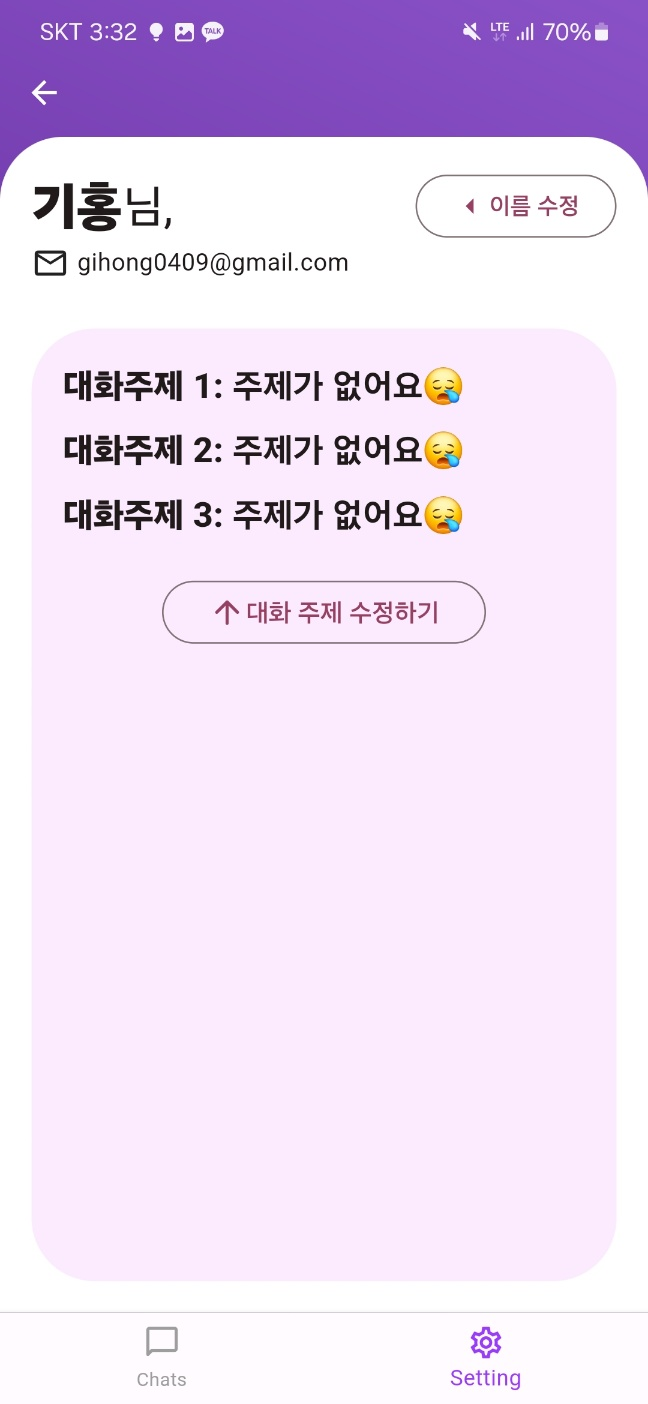 SKT 3:32 TALK LTE 70%
기홍님,
이름 수정
gihong0409@gmail.com
대화주제 1: 주제가 없어요😪
대화주제 2: 주제가 없어요😪
대화주제 3: 주제가 없어요😪
대화 주제 수정하기
Chats
Setting